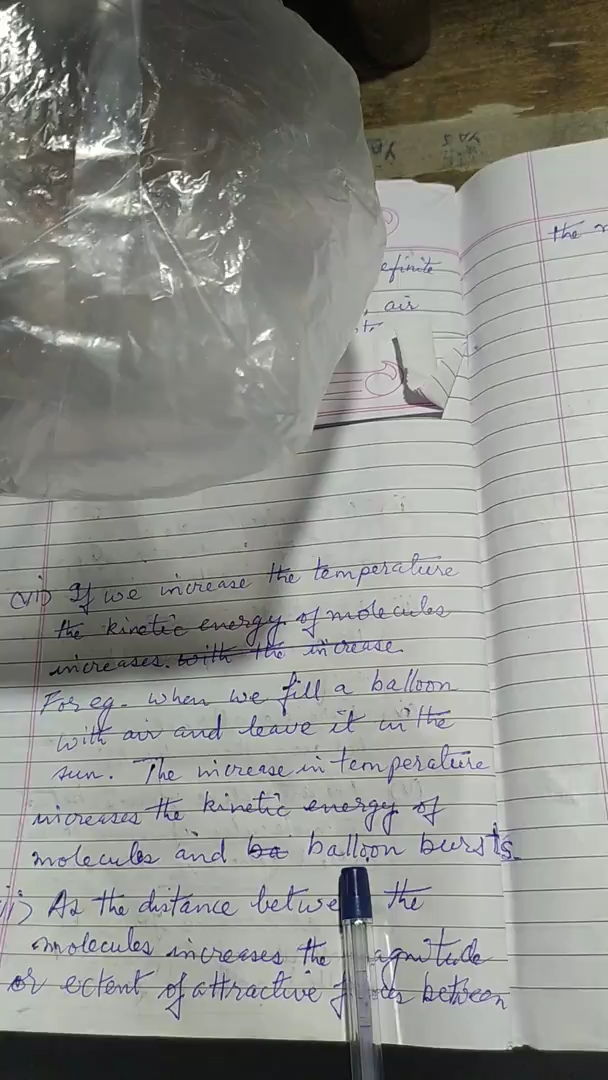 the
efinite
air
(vi) If we increase the temperature
the kinetic energy of molecules
increases. with the increase.
For eg. when we fill a balloon
with air and leave it in the
sun. The increase in temperature
increases the kinetic energy of
molecules and ba balloon bursts.
As the distance betwe the
molecules increases the agnitude
or extent of attractive between